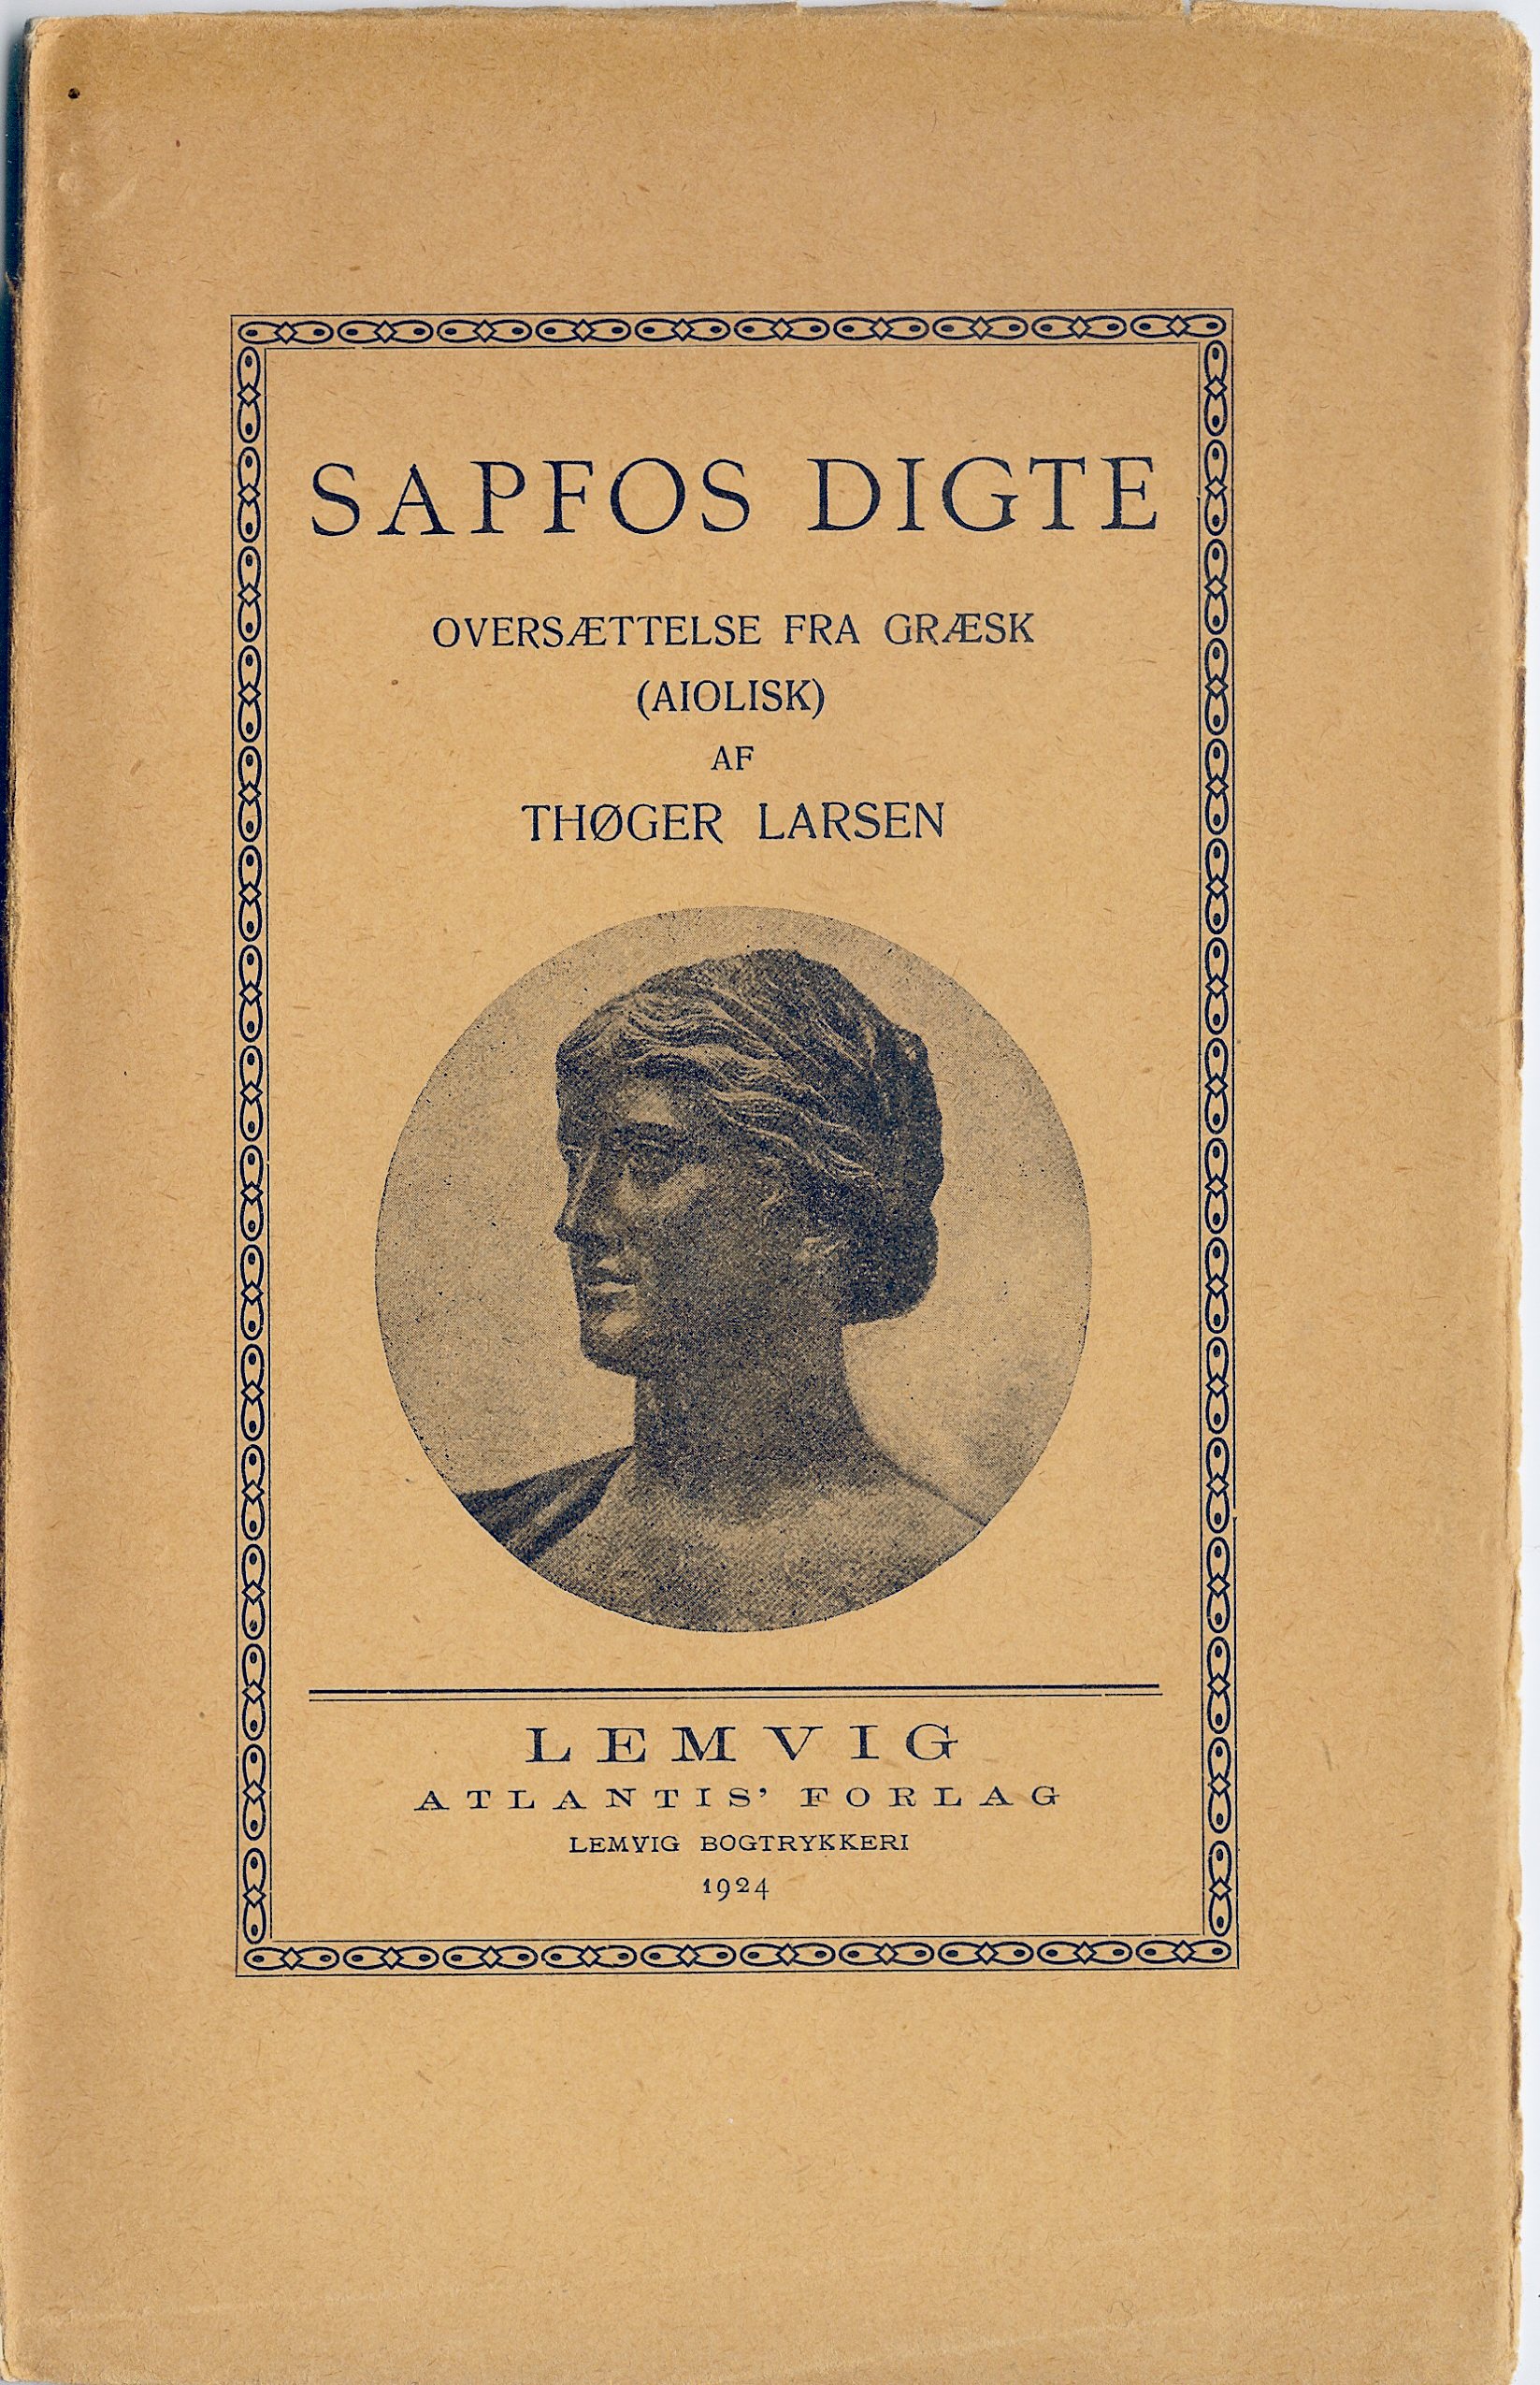 SAPFOS DIGTE
OVERSÆTTELSE FRA GRÆSK
(AIOLISK)
AF
THØGER LARSEN
LEMVIG
ATLANTIS' FORLAG
LEMVIG BOGTRYKKERI
1924